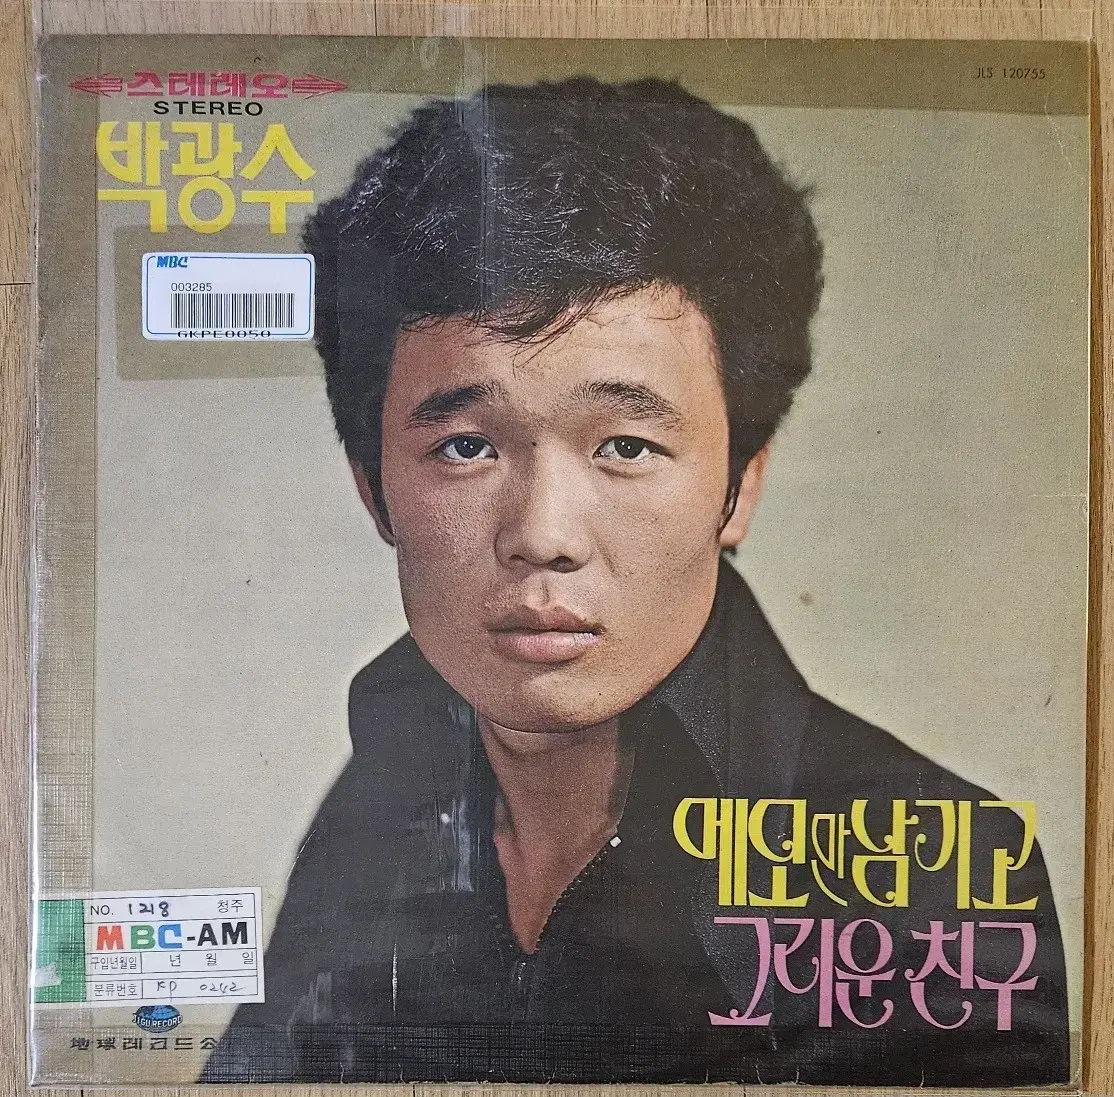 스테레오
STEREO
JLS 120755
박광수
MBC
003285
GKPE0050
메모만 남기고
그리운 친구
NO. 1218 청주
MBC-AM
구입년월일 년 월 일
분류번호 KP 0242
JIGU RECORD
地球레코드公